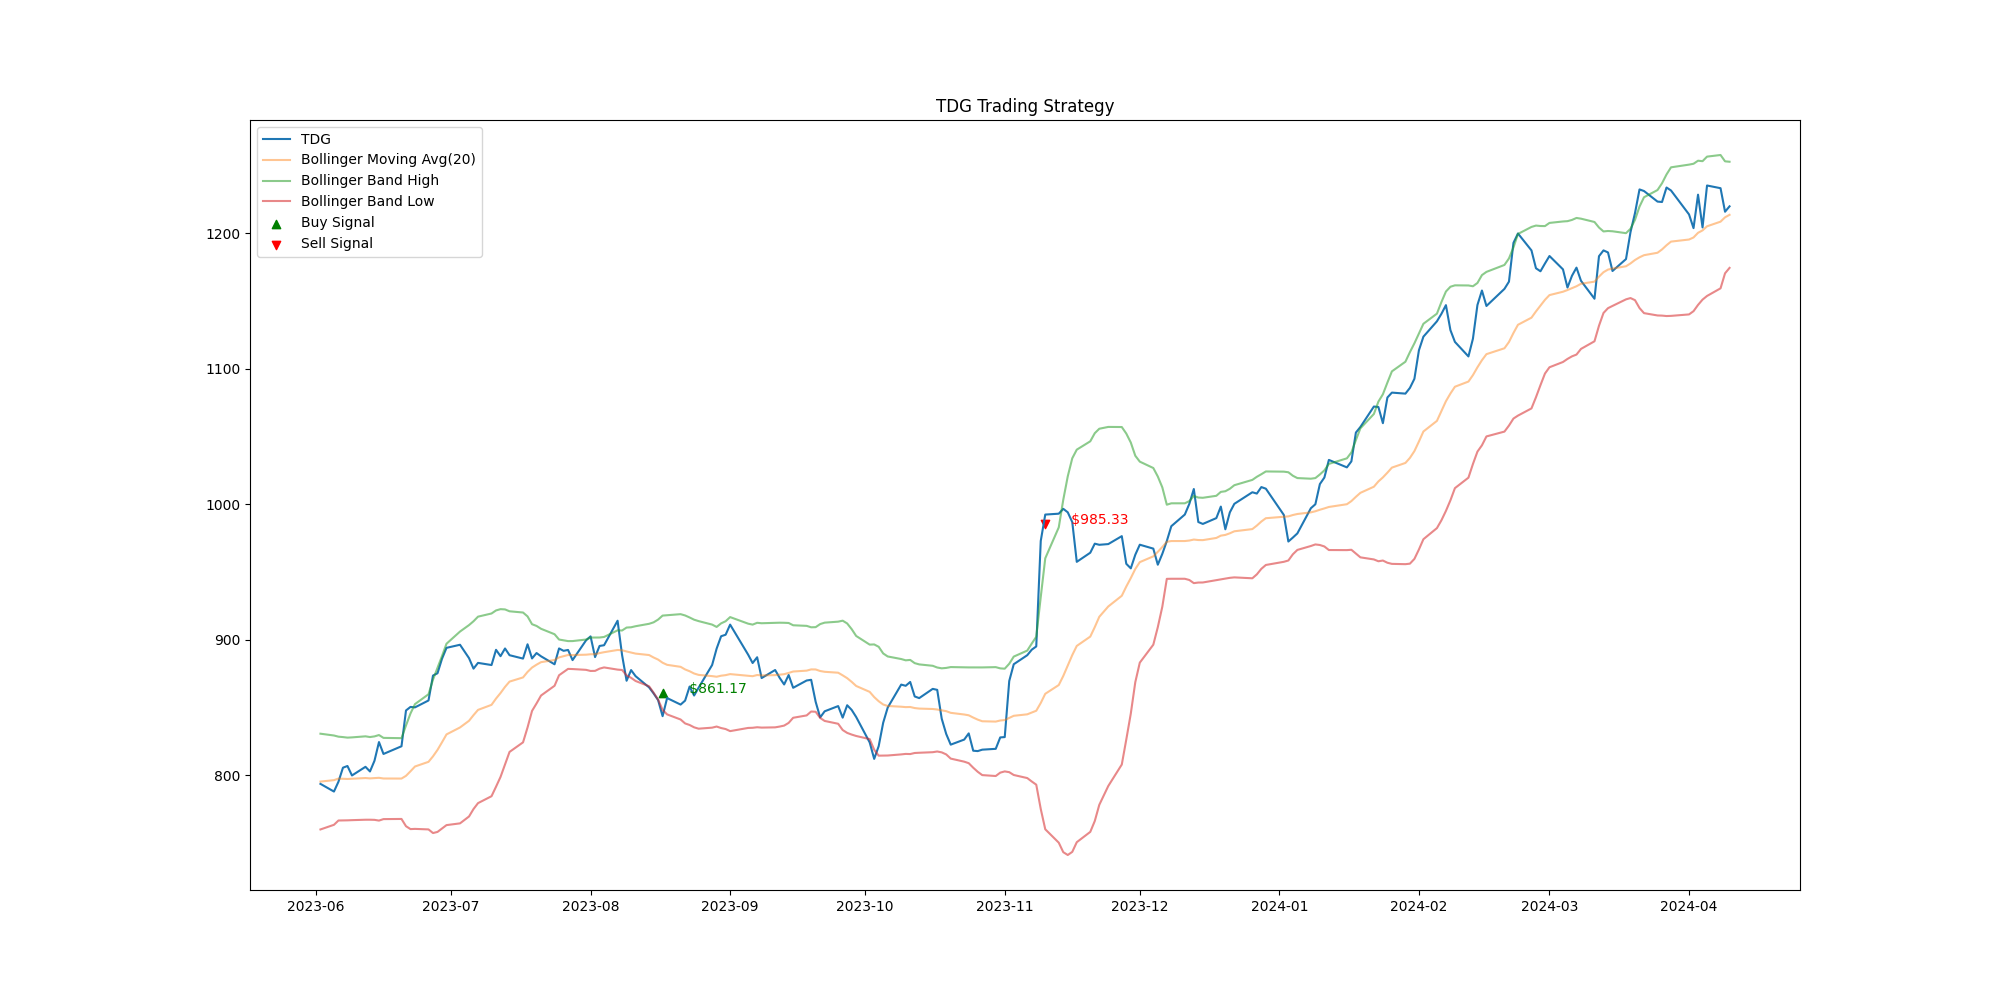 TDG Trading Strategy
TDG
Bollinger Moving Avg(20)
Bollinger Band High
Bollinger Band Low
Buy Signal
Sell Signal
1200
1100
1000
900
800
$985.33
$861.17
2023-06
2023-07
2023-08
2023-09
2023-10
2023-11
2023-12
2024-01
2024-02
2024-03
2024-04